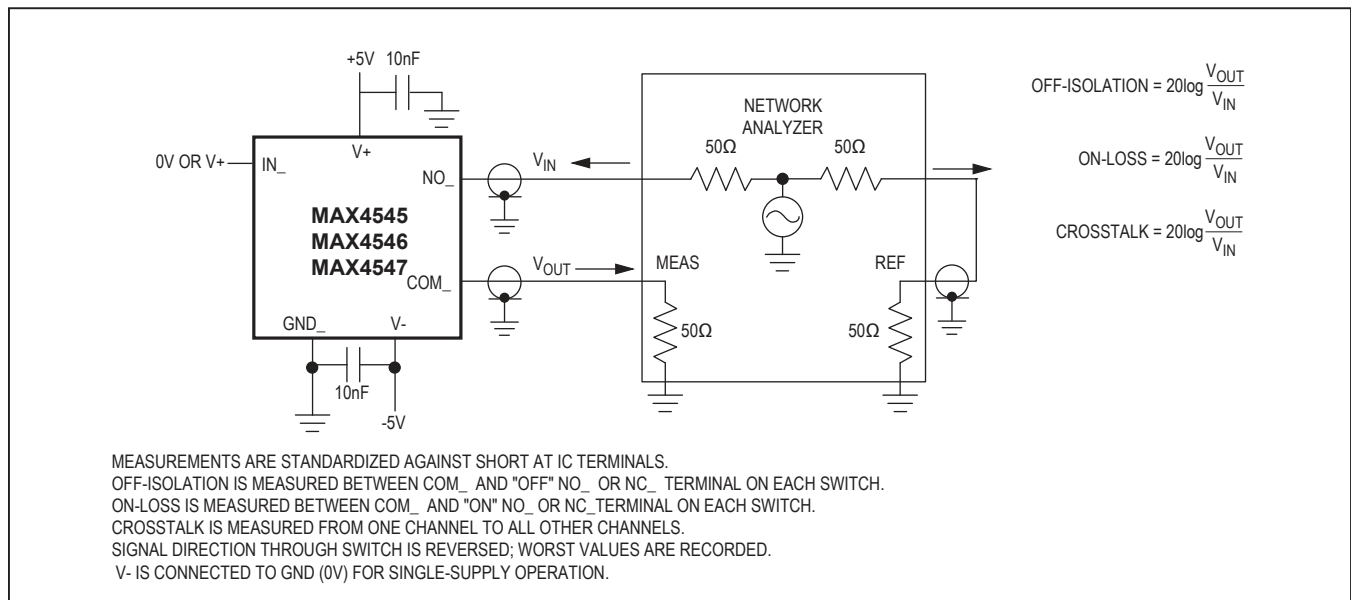 +5V 10nF
V+
0V OR V+ IN_
NO_
MAX4545
MAX4546
MAX4547
COM_
GND_ V-
10nF
-5V
V_IN
V_OUT
NETWORK
ANALYZER
50Ω 50Ω
MEAS REF
50Ω 50Ω
OFF-ISOLATION = 20log V_OUT / V_IN
ON-LOSS = 20log V_OUT / V_IN
CROSSTALK = 20log V_OUT / V_IN
MEASUREMENTS ARE STANDARDIZED AGAINST SHORT AT IC TERMINALS.
OFF-ISOLATION IS MEASURED BETWEEN COM_ AND "OFF" NO_ OR NC_ TERMINAL ON EACH SWITCH.
ON-LOSS IS MEASURED BETWEEN COM_ AND "ON" NO_ OR NC_TERMINAL ON EACH SWITCH.
CROSSTALK IS MEASURED FROM ONE CHANNEL TO ALL OTHER CHANNELS.
SIGNAL DIRECTION THROUGH SWITCH IS REVERSED; WORST VALUES ARE RECORDED.
V- IS CONNECTED TO GND (0V) FOR SINGLE-SUPPLY OPERATION.